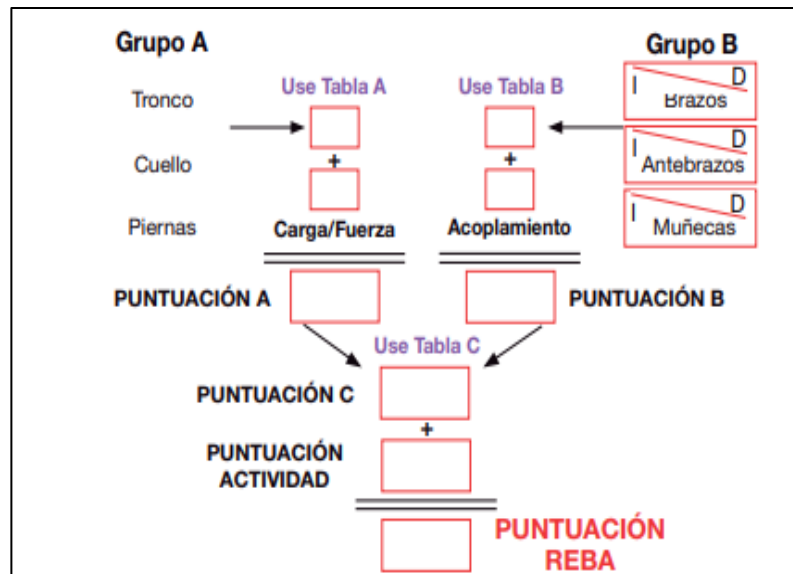 Grupo A
Grupo B
Use Tabla A
Use Tabla B
Tronco
I D
Brazos
+
+
Cuello
I D
Antebrazos
Piernas
Carga/Fuerza
Acoplamiento
I D
Muñecas
PUNTUACIÓN A
PUNTUACIÓN B
Use Tabla C
PUNTUACIÓN C
+
PUNTUACIÓN
ACTIVIDAD
PUNTUACIÓN
REBA